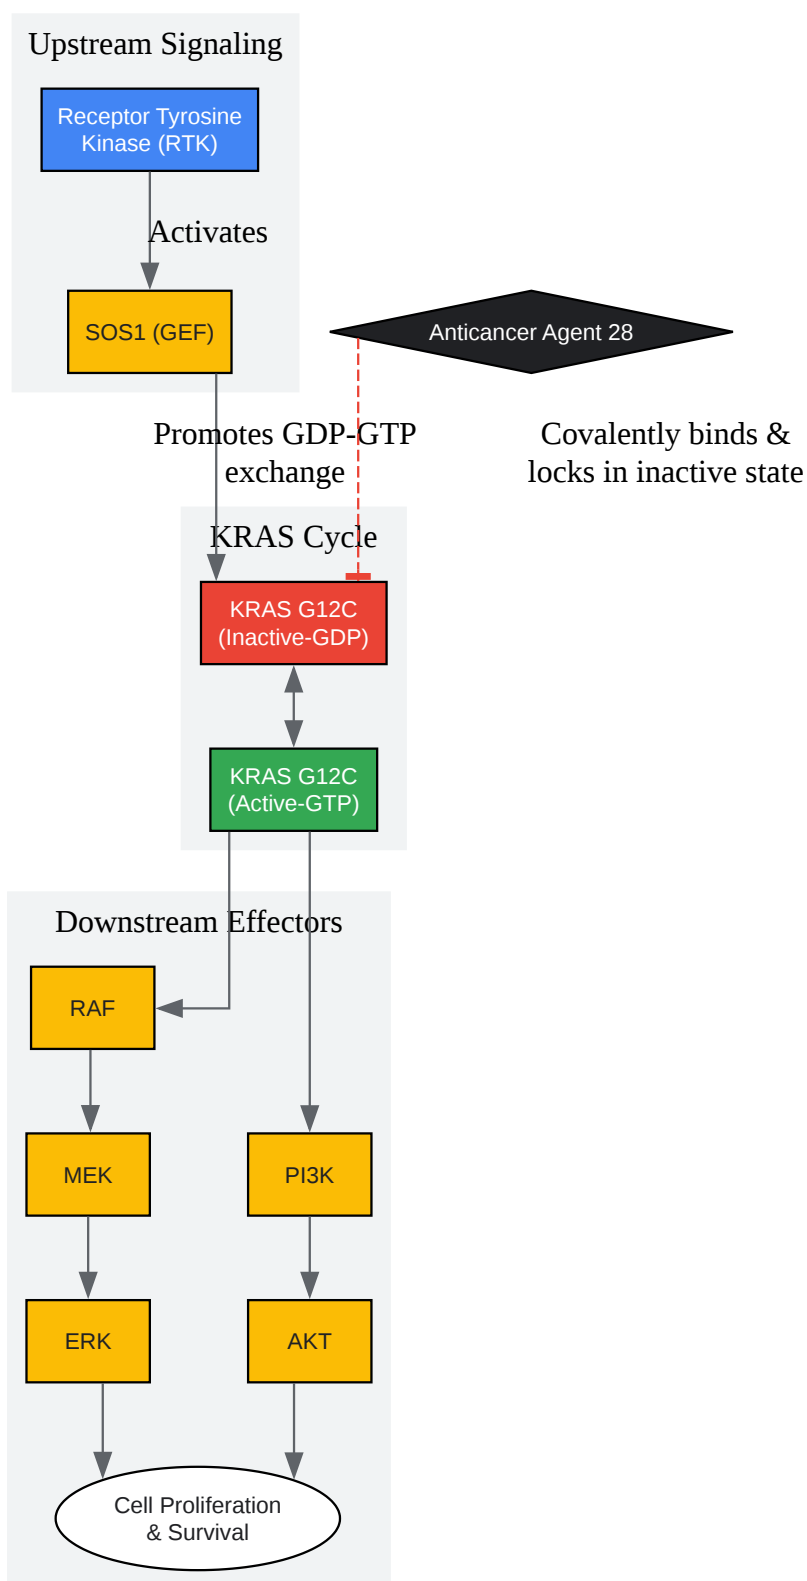 Upstream Signaling
Receptor Tyrosine
Kinase (RTK)
Activates
SOS1 (GEF)
Anticancer Agent 28
Promotes GDP-GTP
exchange
Covalently binds &
locks in inactive state
KRAS Cycle
KRAS G12C
(Inactive-GDP)
KRAS G12C
(Active-GTP)
Downstream Effectors
RAF
MEK
PI3K
ERK
AKT
Cell Proliferation
& Survival